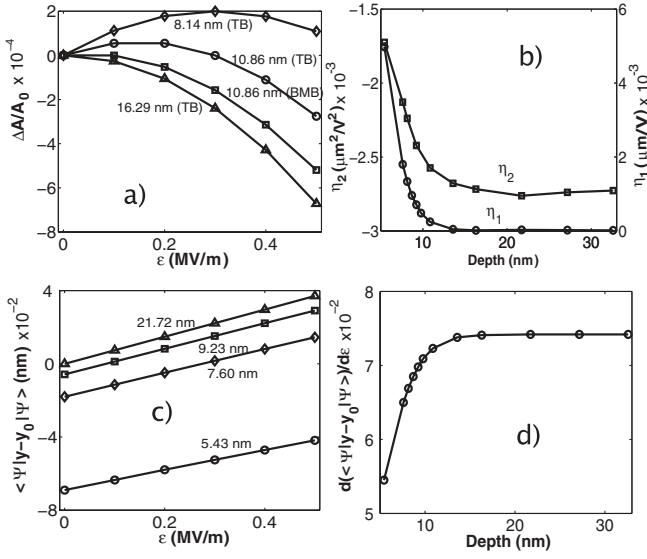 2
0
−2
−4
−6
−8
0
0.2
0.4
ΔA/A0 x 10^−4
ε (MV/m)
8.14 nm (TB)
10.86 nm (TB)
10.86 nm (BMB)
16.29 nm (TB)
a)
−1.5
−2
−2.5
−3
10
20
30
6
4
2
0
η2 (μm²/V²) x 10^−3
η1 (μm/V) x 10^−3
Depth (nm)
b)
η2
η1
0
−4
−8
0
0.2
0.4
<Ψ|y−y0|Ψ> (nm) x10^−2
ε (MV/m)
21.72 nm
9.23 nm
7.60 nm
5.43 nm
c)
8
7
6
5
10
20
30
d(<Ψ|y−y0|Ψ>)/dε x10^−2
Depth (nm)
d)